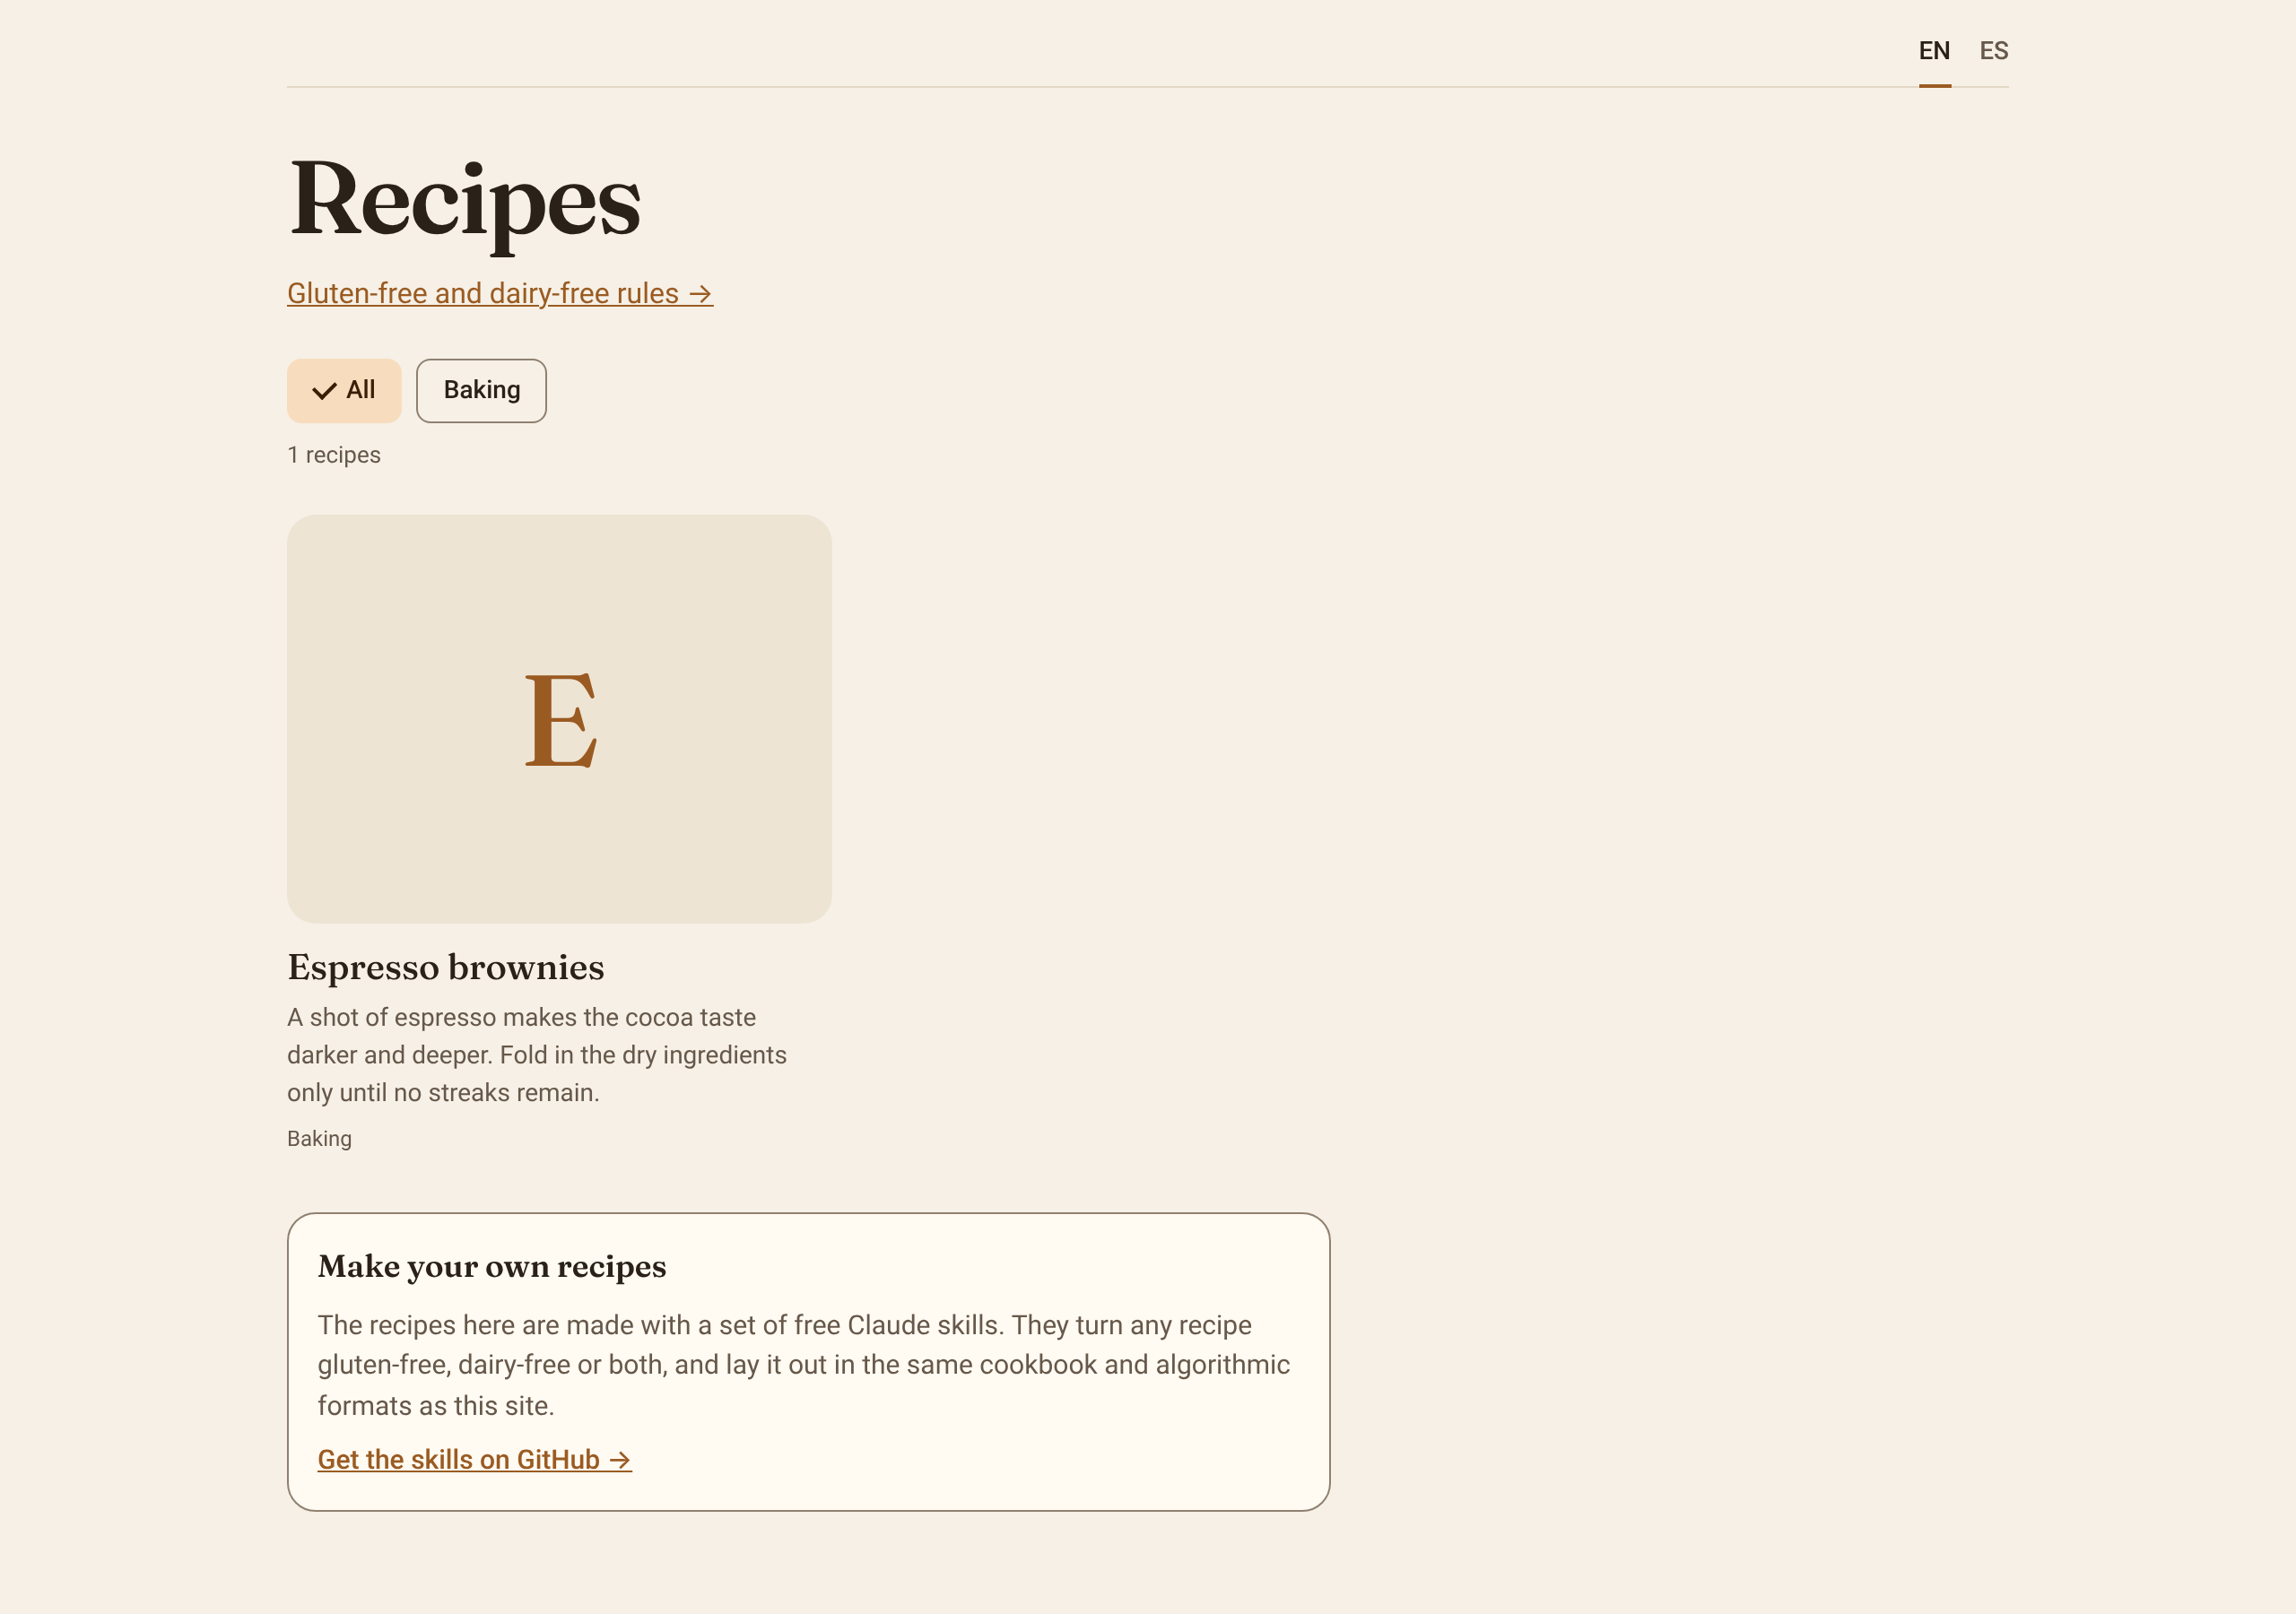 EN ES
Recipes
Gluten-free and dairy-free rules →
All Baking
1 recipes
E
Espresso brownies
A shot of espresso makes the cocoa taste
darker and deeper. Fold in the dry ingredients
only until no streaks remain.
Baking
Make your own recipes
The recipes here are made with a set of free Claude skills. They turn any recipe
gluten-free, dairy-free or both, and lay it out in the same cookbook and algorithmic
formats as this site.
Get the skills on GitHub →